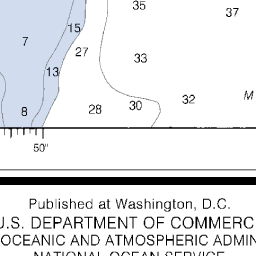 35
37
7
15
27
33
13
M
8
28
30
32
50"
Published at Washington, D.C.
U.S. DEPARTMENT OF COMMERC
OCEANIC AND ATMOSPHERIC ADMIN
NATIONAL OCEAN SERVICE